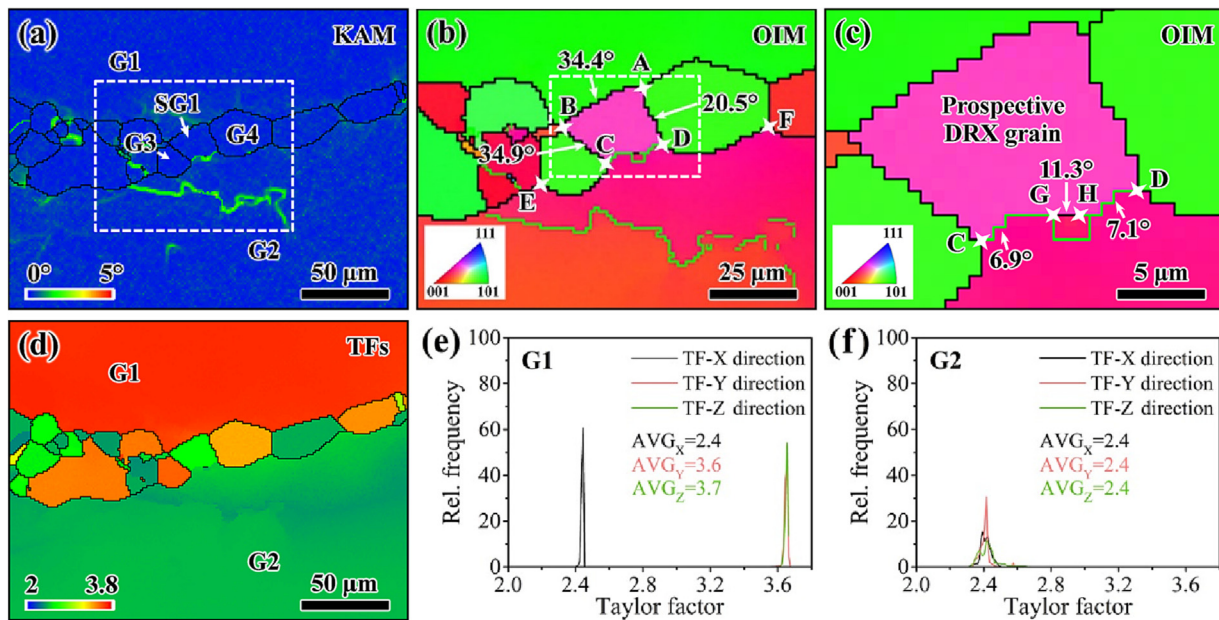 (a)
KAM
G1
SG1
G3
G4
G2
0°
5°
50 μm
(b)
OIM
34.4°
A
B
20.5°
F
C
D
34.9°
E
111
001
101
25 μm
(c)
OIM
Prospective
DRX grain
11.3°
G
H
D
C
6.9°
7.1°
111
001
101
5 μm
(d)
TFs
G1
G2
2
3.8
50 μm
(e)
G1
TF-X direction
TF-Y direction
TF-Z direction
AVGX=2.4
AVGY=3.6
AVGZ=3.7
Rel. frequency
100
80
60
40
20
0
2.0
2.4
2.8
3.2
3.6
Taylor factor
(f)
G2
TF-X direction
TF-Y direction
TF-Z direction
AVGX=2.4
AVGY=2.4
AVGZ=2.4
Rel. frequency
100
80
60
40
20
0
2.0
2.4
2.8
3.2
3.6
Taylor factor